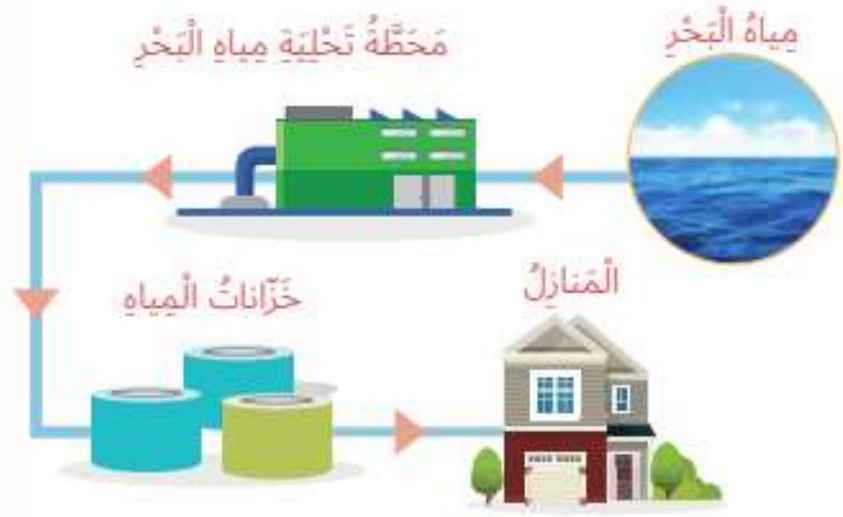 مِياهُ الْبَحْرِ
مَحَطَّةُ تَحْلِيَةِ مِياهِ الْبَحْرِ
خَزّاناتُ الْمِياهِ
الْمَنازِلُ